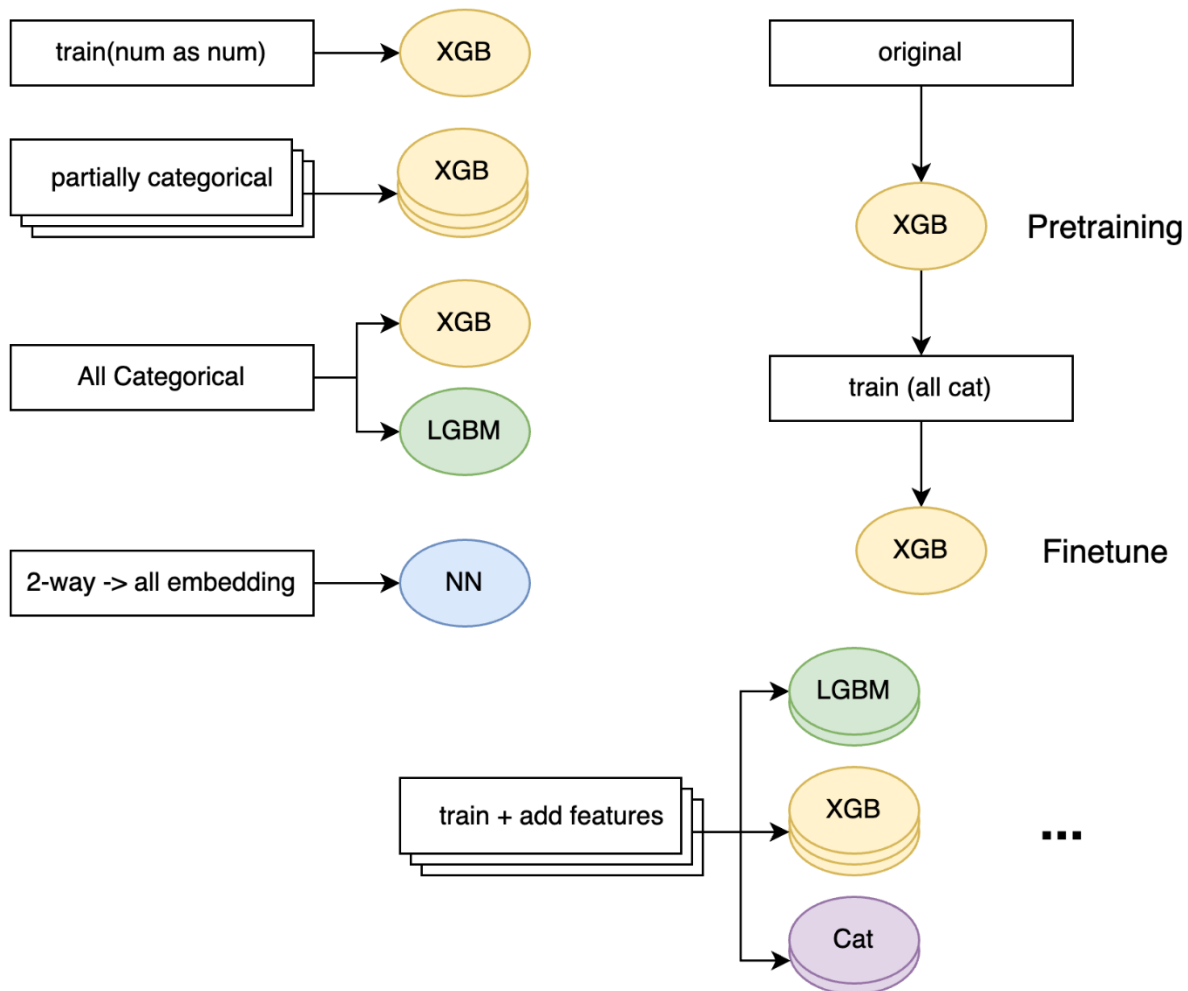 train(num as num)
XGB
partially categorical
XGB
All Categorical
XGB
LGBM
2-way -> all embedding
NN
original
XGB
Pretraining
train (all cat)
XGB
Finetune
train + add features
LGBM
XGB
...
Cat